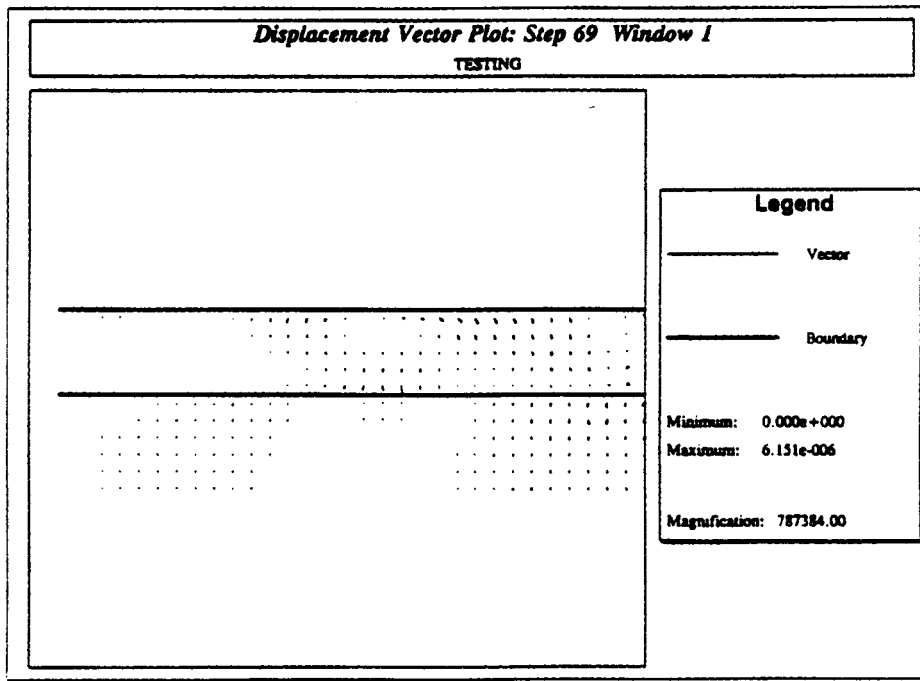 Displacement Vector Plot: Step 69 Window 1
TESTING
Legend
Vector
Boundary
Minimum: 0.000e+000
Maximum: 6.151e-006
Magnification: 787384.00